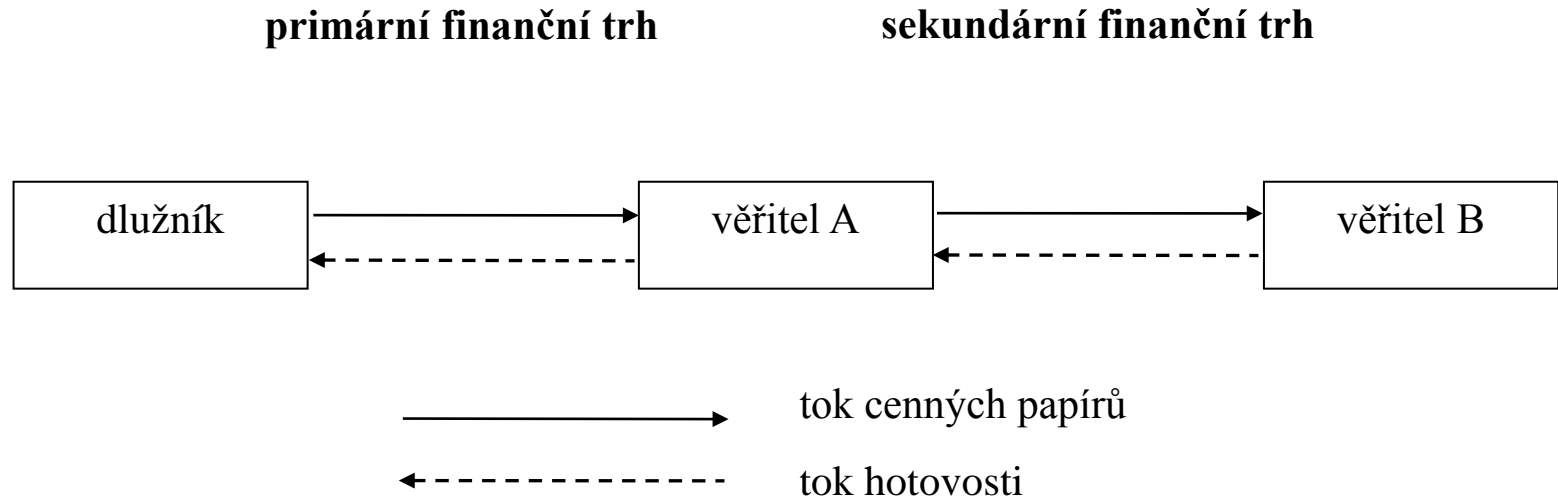 primární finanční trh sekundární finanční trh
dlužník věřitel A věřitel B
tok cenných papírů
tok hotovosti